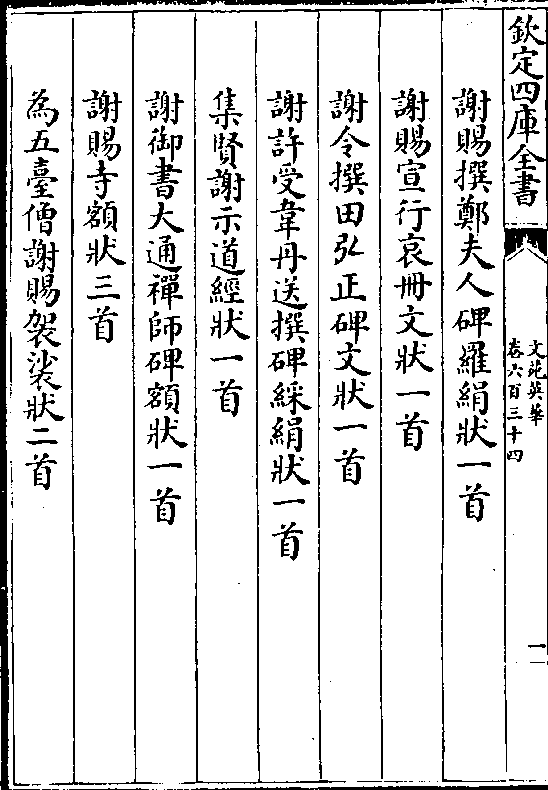 欽定四庫全書
文苑英華
卷六百三十四
一
謝賜撰鄭夫人碑羅絹狀一首
謝賜宣行哀冊文狀一首
謝令撰田弘正碑文狀一首
謝許受韋丹送撰碑綵絹狀一首
集賢謝示道經狀一首
謝御書大通禪師碑額狀一首
謝賜寺額狀三首
為五臺僧謝賜袈裟狀二首